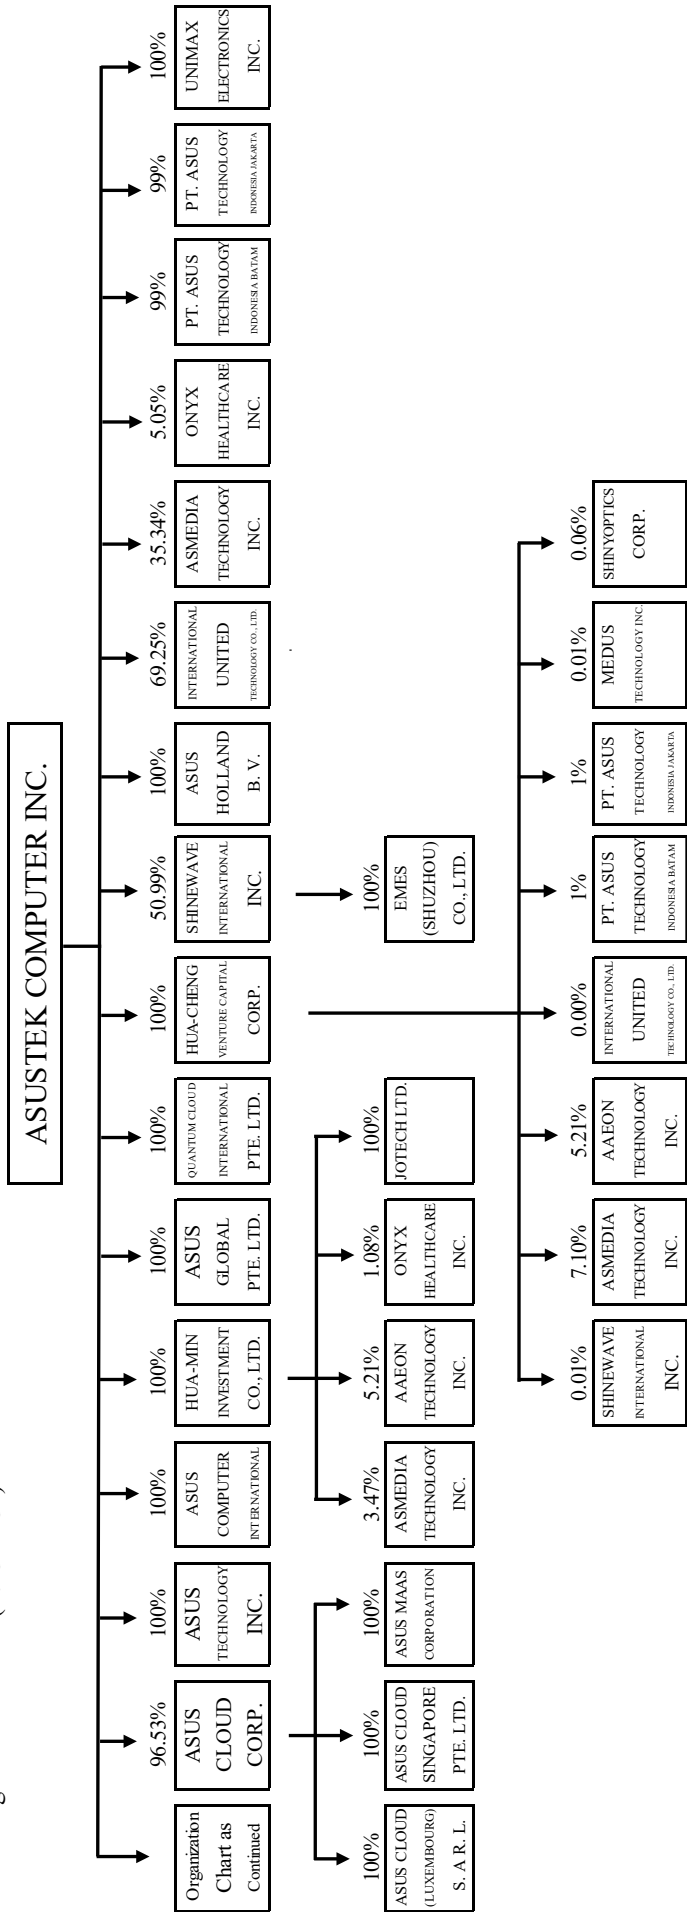 ASUSTEK COMPUTER INC.
Organization
Chart as
Continued
96.53%
ASUS
CLOUD
CORP.
100%
ASUS
TECHNOLOGY
INC.
100%
ASUS
COMPUTER
INTERNATIONAL
100%
HUA-MIN
INVESTMENT
CO., LTD.
100%
ASUS
GLOBAL
PTE. LTD.
100%
QUANTUM CLOUD
INTERNATIONAL
PTE. LTD.
100%
HUA-CHENG
VENTURE CAPITAL
CORP.
50.99%
SHINEWAVE
INTERNATIONAL
INC.
100%
ASUS
HOLLAND
B. V.
69.25%
INTERNATIONAL
UNITED
TECHNOLOGY CO., LTD.
35.34%
ASMEDIA
TECHNOLOGY
INC.
5.05%
ONYX
HEALTHCARE
INC.
99%
PT. ASUS
TECHNOLOGY
INDONESIA BATAM
99%
PT. ASUS
TECHNOLOGY
INDONESIA JAKARTA
100%
UNIMAX
ELECTRONICS
INC.
100%
ASUS CLOUD
(LUXEMBOURG)
S. A R. L.
100%
ASUS CLOUD
SINGAPORE
PTE. LTD.
100%
ASUS MAAS
CORPORATION
3.47%
ASMEDIA
TECHNOLOGY
INC.
5.21%
AAEON
TECHNOLOGY
INC.
1.08%
ONYX
HEALTHCARE
INC.
100%
JOTECH LTD.
100%
EMES
(SHUZHOU)
CO., LTD.
0.01%
SHINEWAVE
INTERNATIONAL
INC.
7.10%
ASMEDIA
TECHNOLOGY
INC.
5.21%
AAEON
TECHNOLOGY
INC.
0.00%
INTERNATIONAL
UNITED
TECHNOLOGY CO., LTD.
1%
PT. ASUS
TECHNOLOGY
INDONESIA BATAM
1%
PT. ASUS
TECHNOLOGY
INDONESIA JAKARTA
0.01%
MEDUS
TECHNOLOGY INC.
0.06%
SHINYOPTICS
CORP.